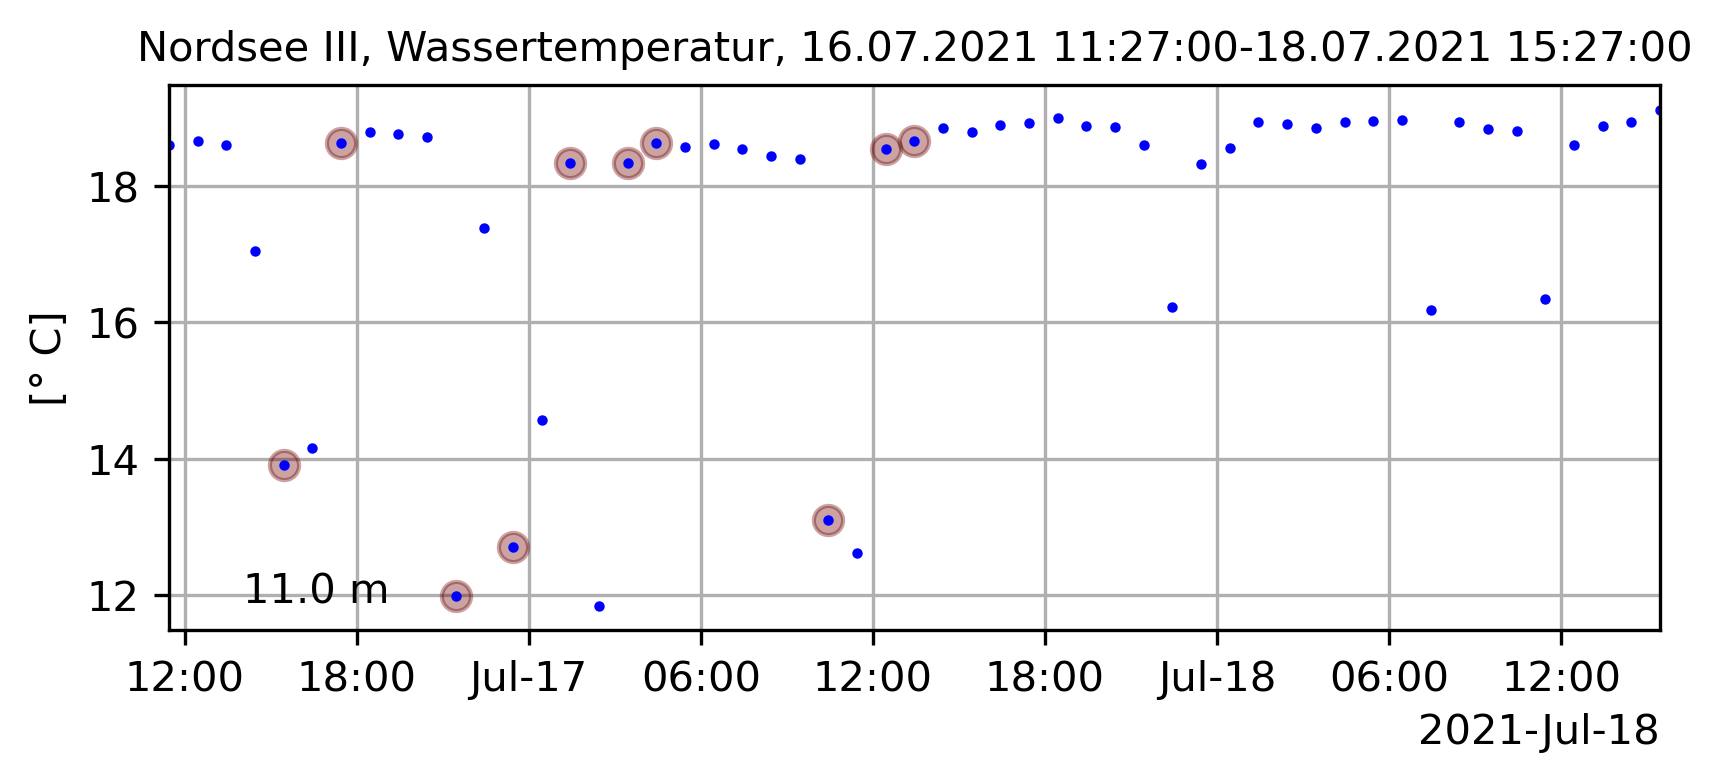 Nordsee III, Wassertemperatur, 16.07.2021 11:27:00-18.07.2021 15:27:00
[° C]
18
16
14
12
11.0 m
12:00 18:00 Jul-17 06:00 12:00 18:00 Jul-18 06:00 12:00
2021-Jul-18